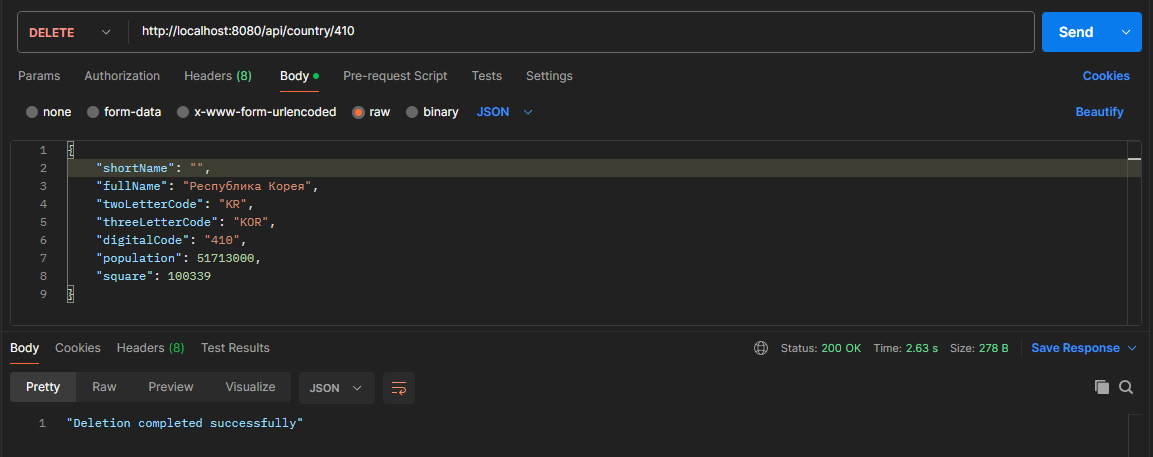 DELETE http://localhost:8080/api/country/410 Send
Params Authorization Headers (8) Body Pre-request Script Tests Settings Cookies
none form-data x-www-form-urlencoded raw binary JSON Beautify
1 {
2 "shortName": "",
3 "fullName": "Республика Корея",
4 "twoLetterCode": "KR",
5 "threeLetterCode": "KOR",
6 "digitalCode": "410",
7 "population": 51713000,
8 "square": 100339
9 }
Body Cookies Headers (8) Test Results Status: 200 OK Time: 2.63 s Size: 278 B Save Response
Pretty Raw Preview Visualize JSON
1 "Deletion completed successfully"